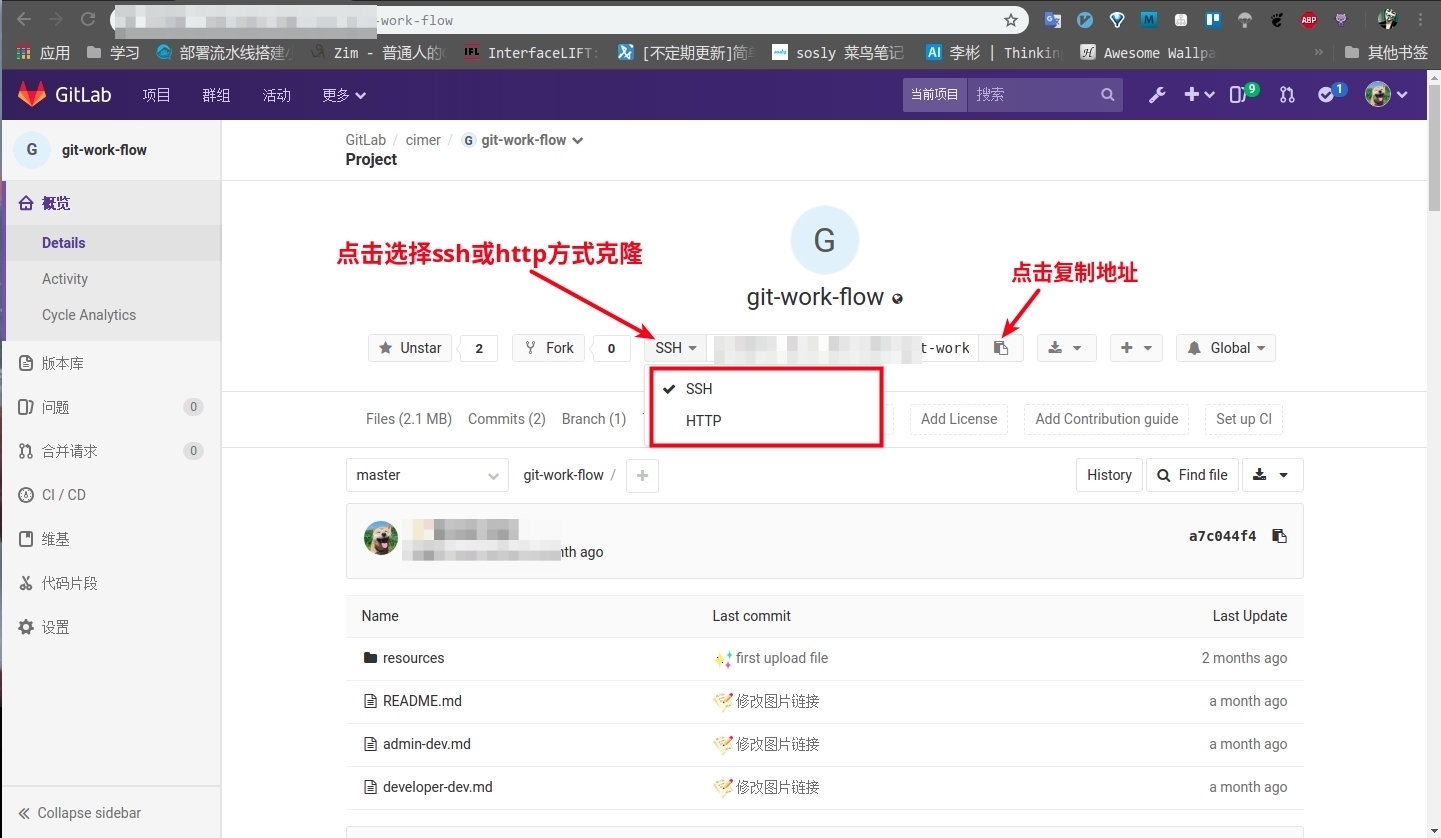 -work-flow
应用 学习 部署流水线搭建 Zim - 普通人的 InterfaceLIFT: [不定期更新]简单 sosly 菜鸟笔记 李彬 | Thinkin Awesome Wallpa » 其他书签
GitLab 项目 群组 活动 更多 当前项目 搜索 9 1
G git-work-flow
GitLab / cimer / G git-work-flow
Project
概览
Details
Activity
Cycle Analytics
版本库
问题 0
合并请求 0
CI / CD
维基
代码片段
设置
Collapse sidebar
G
点击选择ssh或http方式克隆
点击复制地址
git-work-flow
Unstar 2 Fork 0 SSH t-work Global
SSH
HTTP
Files (2.1 MB) Commits (2) Branch (1) Add License Add Contribution guide Set up CI
master git-work-flow / + History Find file
nth ago a7c044f4
Name Last commit Last Update
resources first upload file 2 months ago
README.md 修改图片链接 a month ago
admin-dev.md 修改图片链接 a month ago
developer-dev.md 修改图片链接 a month ago